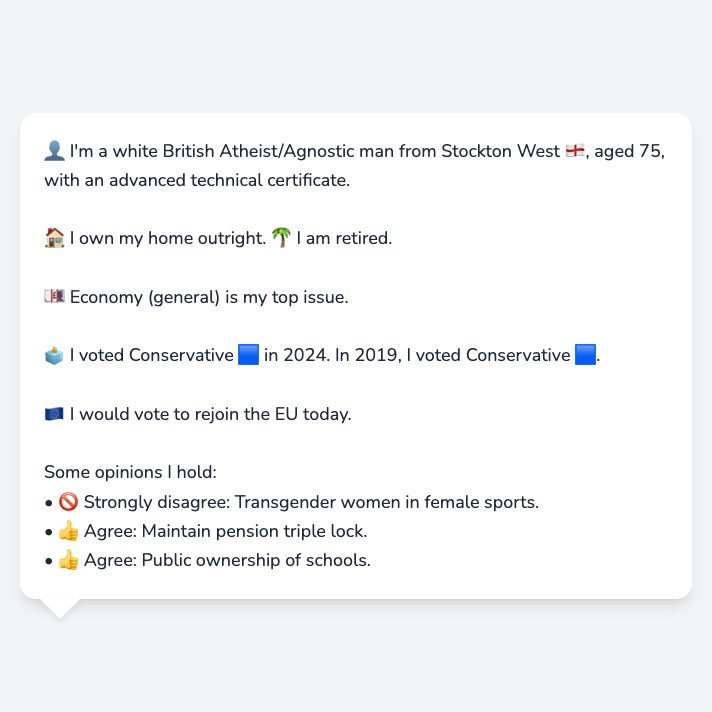 👤 I'm a white British Atheist/Agnostic man from Stockton West 🏴󠁧󠁢󠁥󠁮󠁧󠁿, aged 75,
with an advanced technical certificate.
🏠 I own my home outright. 🌴 I am retired.
💷 Economy (general) is my top issue.
🗳️ I voted Conservative 🟦 in 2024. In 2019, I voted Conservative 🟦.
🇪🇺 I would vote to rejoin the EU today.
Some opinions I hold:
• 🚫 Strongly disagree: Transgender women in female sports.
• 👍 Agree: Maintain pension triple lock.
• 👍 Agree: Public ownership of schools.